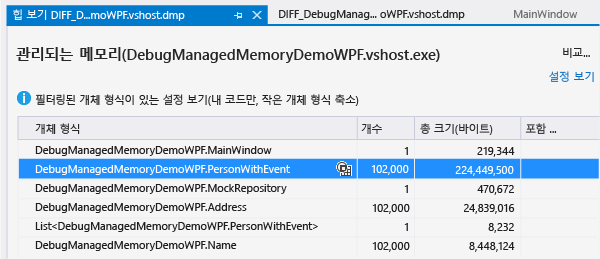 힙 보기 DIFF_D...moWPF.vshost.dmp
DIFF_DebugManag... oWPF.vshost.dmp
MainWindow
관리되는 메모리(DebugManagedMemoryDemoWPF.vshost.exe)
비교...
설정 보기
필터링된 개체 형식이 있는 설정 보기(내 코드만, 작은 개체 형식 축소)
개체 형식 개수 총 크기(바이트) 포함 ...
DebugManagedMemoryDemoWPF.MainWindow 1 219,344
DebugManagedMemoryDemoWPF.PersonWithEvent 102,000 224,449,500
DebugManagedMemoryDemoWPF.MockRepository 1 470,672
DebugManagedMemoryDemoWPF.Address 102,000 24,839,016
List<DebugManagedMemoryDemoWPF.PersonWithEvent> 1 8,232
DebugManagedMemoryDemoWPF.Name 102,000 8,448,124